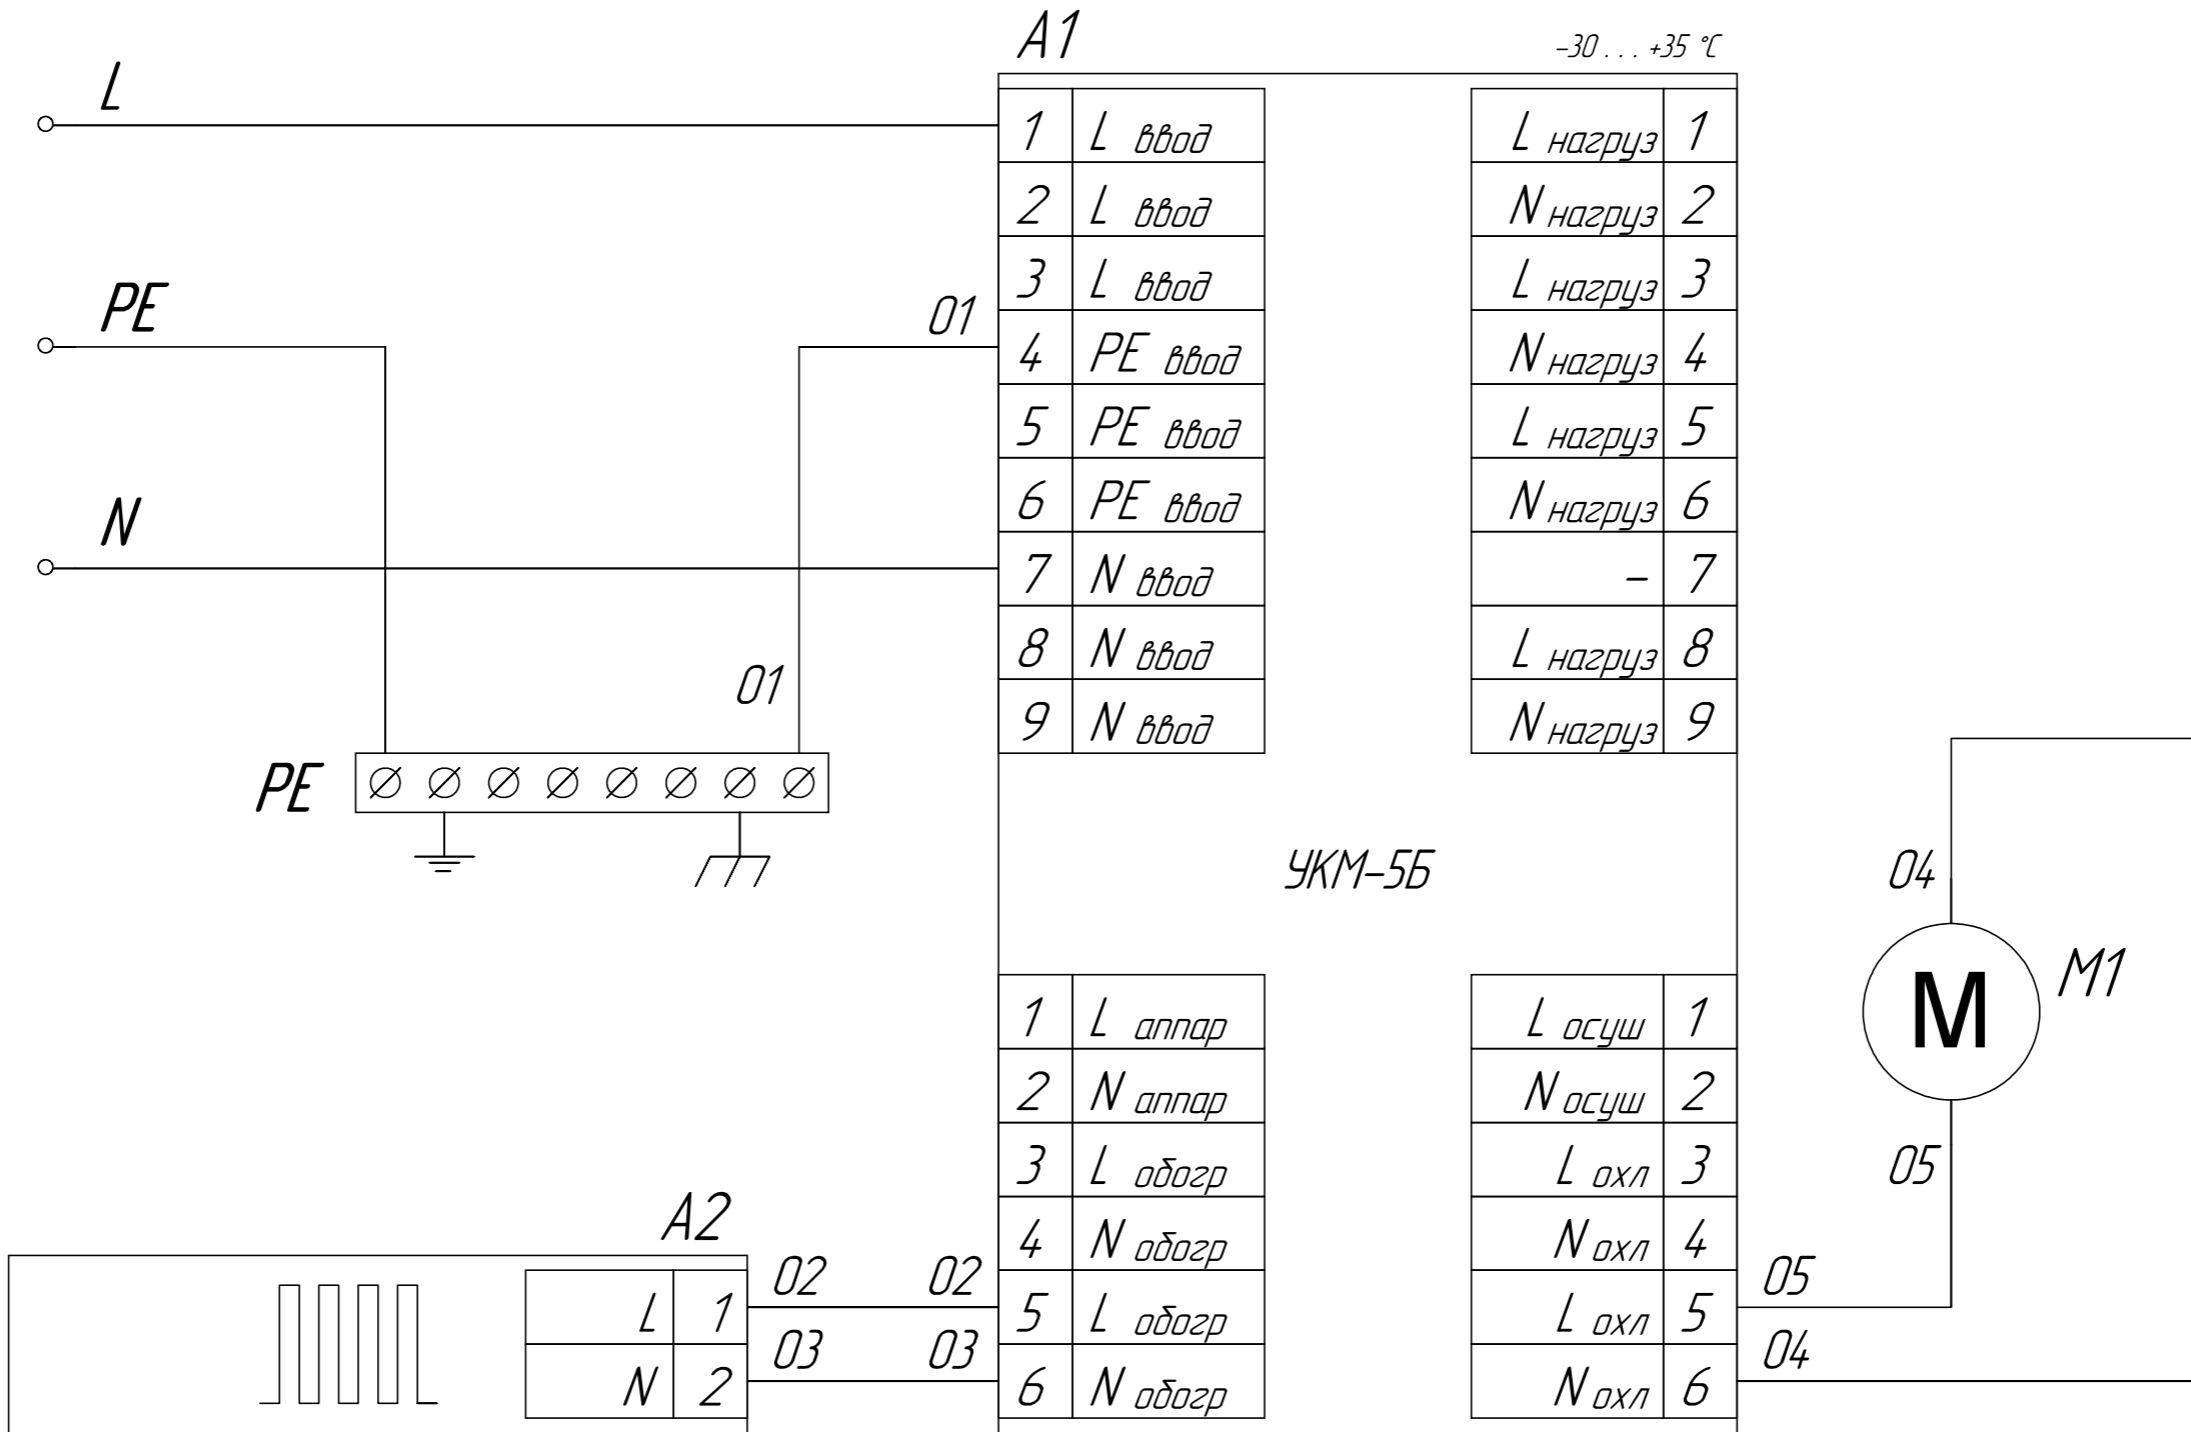 A1
-30 . . . +35 °C
L
1 L ввод
L нагруз 1
2 L ввод
N нагруз 2
PE
3 L ввод
L нагруз 3
01
4 PE ввод
N нагруз 4
5 PE ввод
L нагруз 5
N
6 PE ввод
N нагруз 6
7 N ввод
- 7
8 N ввод
L нагруз 8
01
9 N ввод
N нагруз 9
PE
УКМ-5Б
04
M
M1
05
1 L аппар
L осуш 1
2 N аппар
N осуш 2
3 L обогр
L охл 3
A2
4 N обогр
N охл 4
L 1
02
02
5 L обогр
L охл 5
05
N 2
03
03
6 N обогр
N охл 6
04